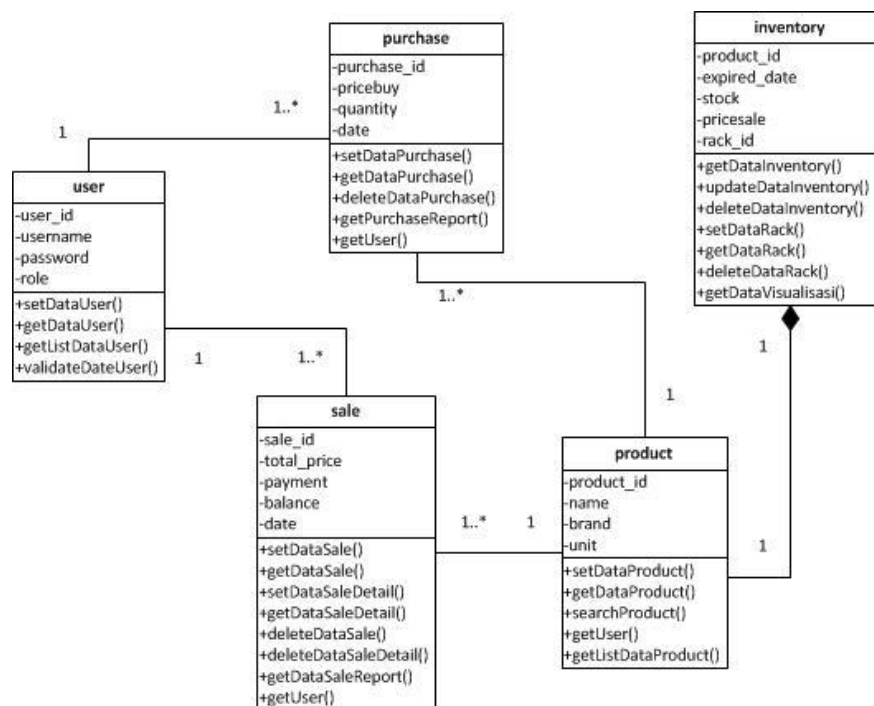 purchase
-purchase_id
-pricebuy
-quantity
-date
+setDataPurchase()
+getDataPurchase()
+deleteDataPurchase()
+getPurchaseReport()
+getUser()
inventory
-product_id
-expired_date
-stock
-pricesale
-rack_id
+getDataInventory()
+updateDataInventory()
+deleteDataInventory()
+setDataRack()
+getDataRack()
+deleteDataRack()
+getDataVisualisasi()
1..*
1
user
-user_id
-username
-password
-role
+setDataUser()
+getDataUser()
+getListDataUser()
+validateDateUser()
1..*
1
1
1..*
1
sale
-sale_id
-total_price
-payment
-balance
-date
+setDataSale()
+getDataSale()
+setDataSaleDetail()
+getDataSaleDetail()
+deleteDataSale()
+deleteDataSaleDetail()
+getDataSaleReport()
+getUser()
1..*
1
product
-product_id
-name
-brand
-unit
+setDataProduct()
+getDataProduct()
+searchProduct()
+getUser()
+getListDataProduct()
1